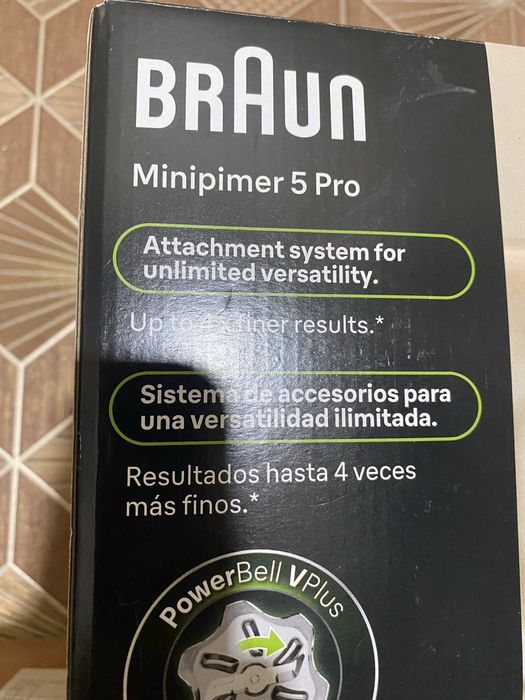 BRAUN
Minipimer 5 Pro
Attachment system for
unlimited versatility.
Up to 4x finer results.*
Sistema de accesorios para
una versatilidad ilimitada.
Resultados hasta 4 veces
más finos.*
PowerBell VPlus